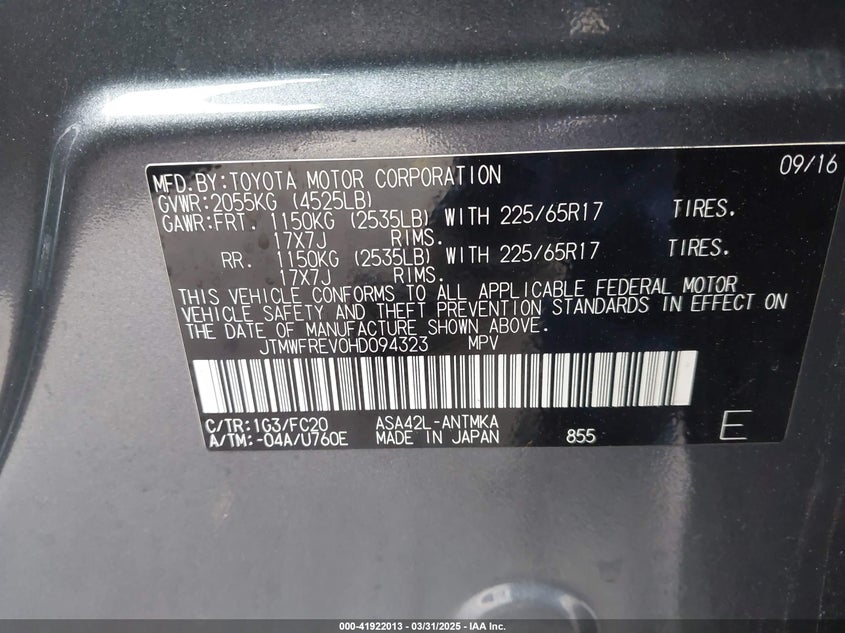 09/16
MFD.BY:TOYOTA MOTOR CORPORATION
GVWR:2055KG (4525LB)
GAWR:FRT. 1150KG (2535LB) WITH 225/65R17 TIRES.
17X7J RIMS.
RR. 1150KG (2535LB) WITH 225/65R17 TIRES.
17X7J RIMS.
THIS VEHICLE CONFORMS TO ALL APPLICABLE FEDERAL MOTOR
VEHICLE SAFETY AND THEFT PREVENTION STANDARDS IN EFFECT ON
THE DATE OF MANUFACTURE SHOWN ABOVE.
JTMWFREV0HD094323 MPV
C/TR:1G3/FC20 ASA42L-ANTMKA
A/TM:-04A/U760E MADE IN JAPAN 855 E
000-41922013 - 03/31/2025 - IAA Inc.